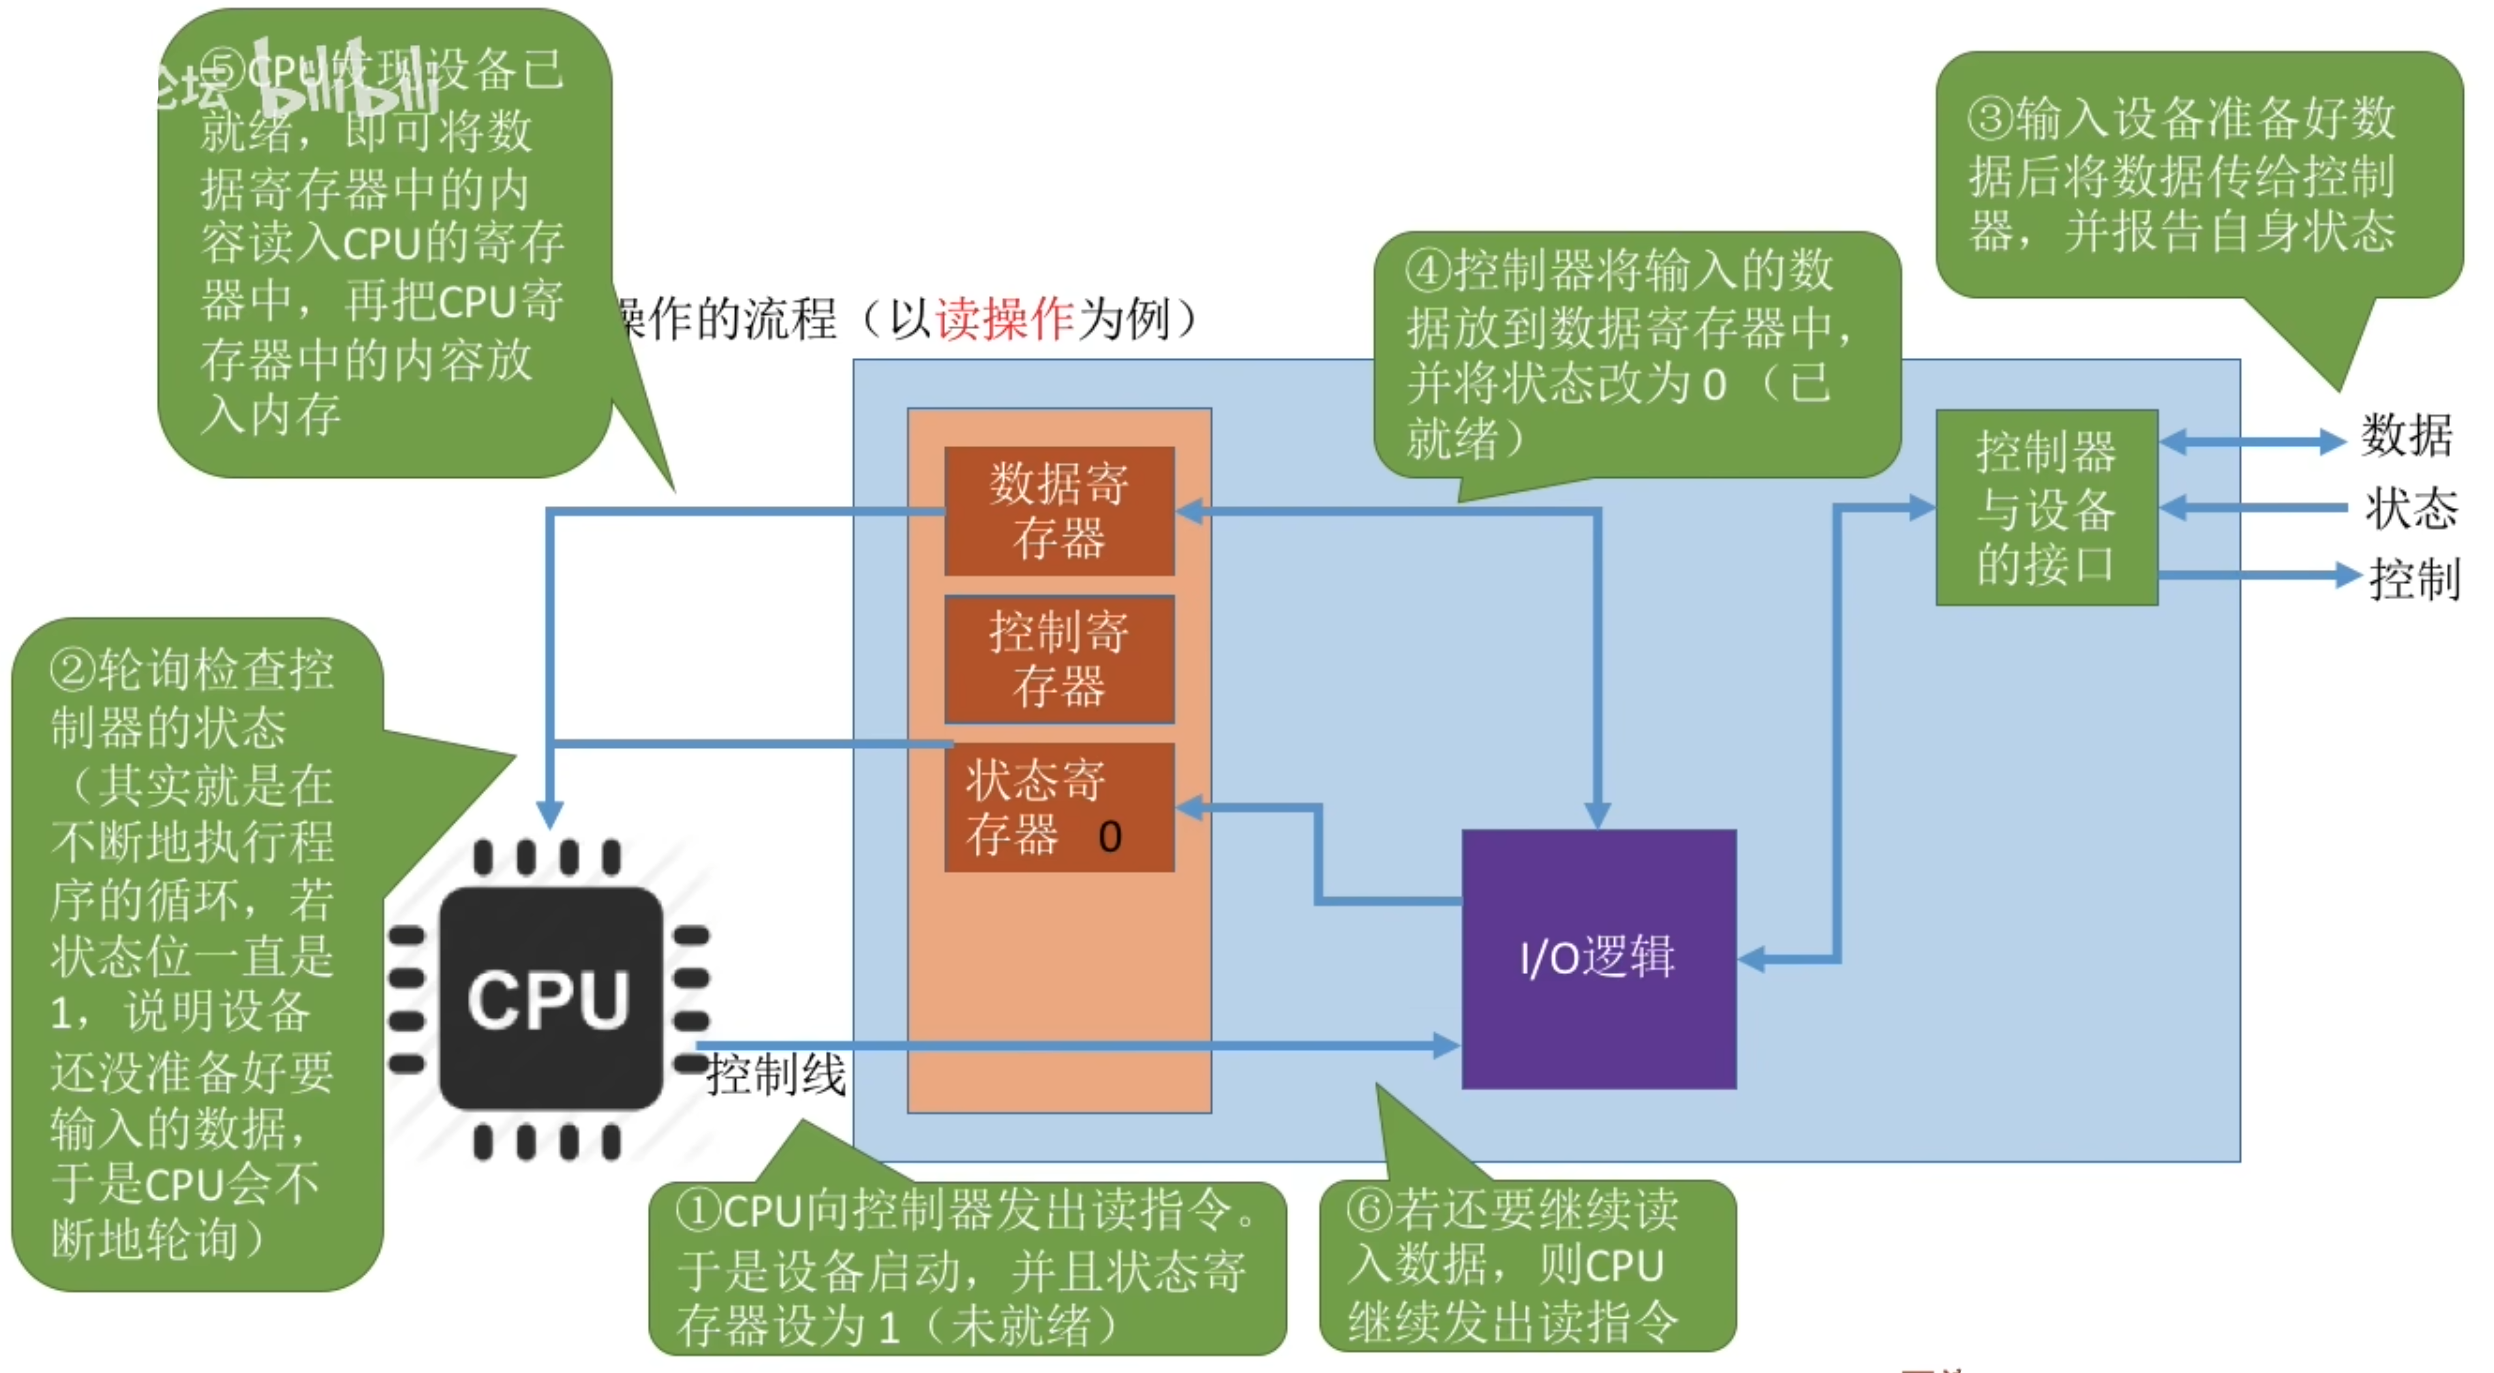 论坛 bilibili
⑤CPU发现设备已
就绪，即可将数
据寄存器中的内
容读入CPU的寄存
器中，再把CPU寄
存器中的内容放
入内存
操作的流程（以读操作为例）
③输入设备准备好数
据后将数据传给控制
器，并报告自身状态
④控制器将输入的数
据放到数据寄存器中，
并将状态改为 0 （已
就绪）
数据寄
存器
控制寄
存器
状态寄
存器 0
控制器
与设备
的接口
数据
状态
控制
②轮询检查控
制器的状态
（其实就是在
不断地执行程
序的循环，若
状态位一直是
1，说明设备
还没准备好要
输入的数据，
于是CPU会不
断地轮询）
CPU
控制线
I/O逻辑
①CPU向控制器发出读指令。
于是设备启动，并且状态寄
存器设为 1（未就绪）
⑥若还要继续读
入数据，则CPU
继续发出读指令